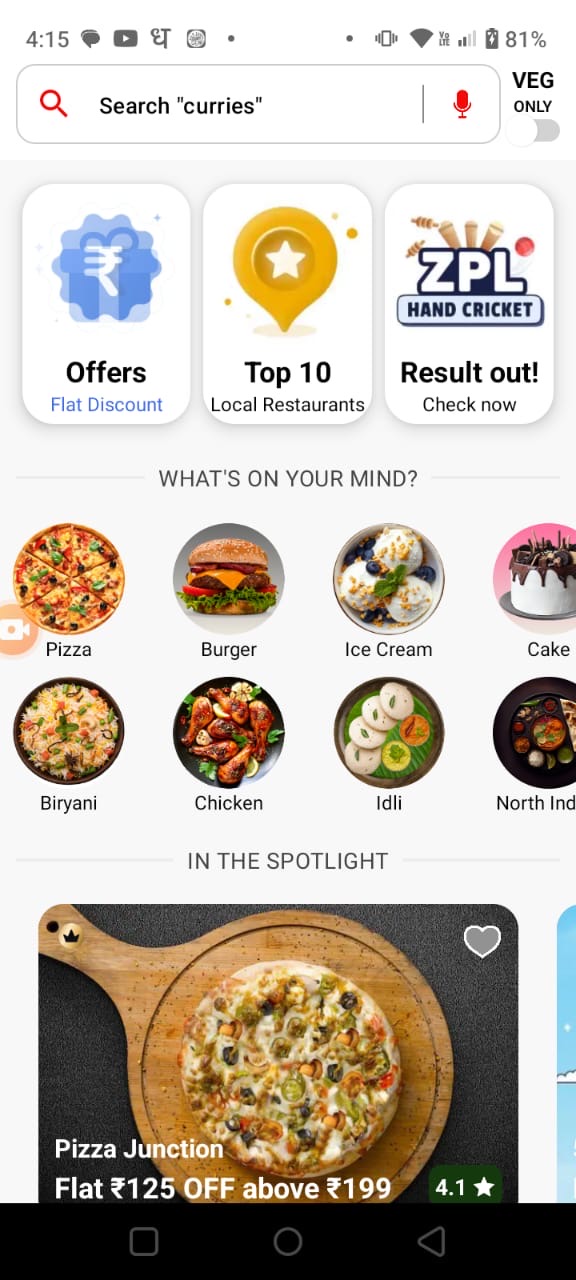 4:15 ध Vo LTE 81%
Search "curries"
VEG
ONLY
₹
ZPL
HAND CRICKET
Offers
Flat Discount
Top 10
Local Restaurants
Result out!
Check now
WHAT'S ON YOUR MIND?
Pizza Burger Ice Cream Cake
Biryani Chicken Idli North Ind
IN THE SPOTLIGHT
Pizza Junction
Flat ₹125 OFF above ₹199
4.1